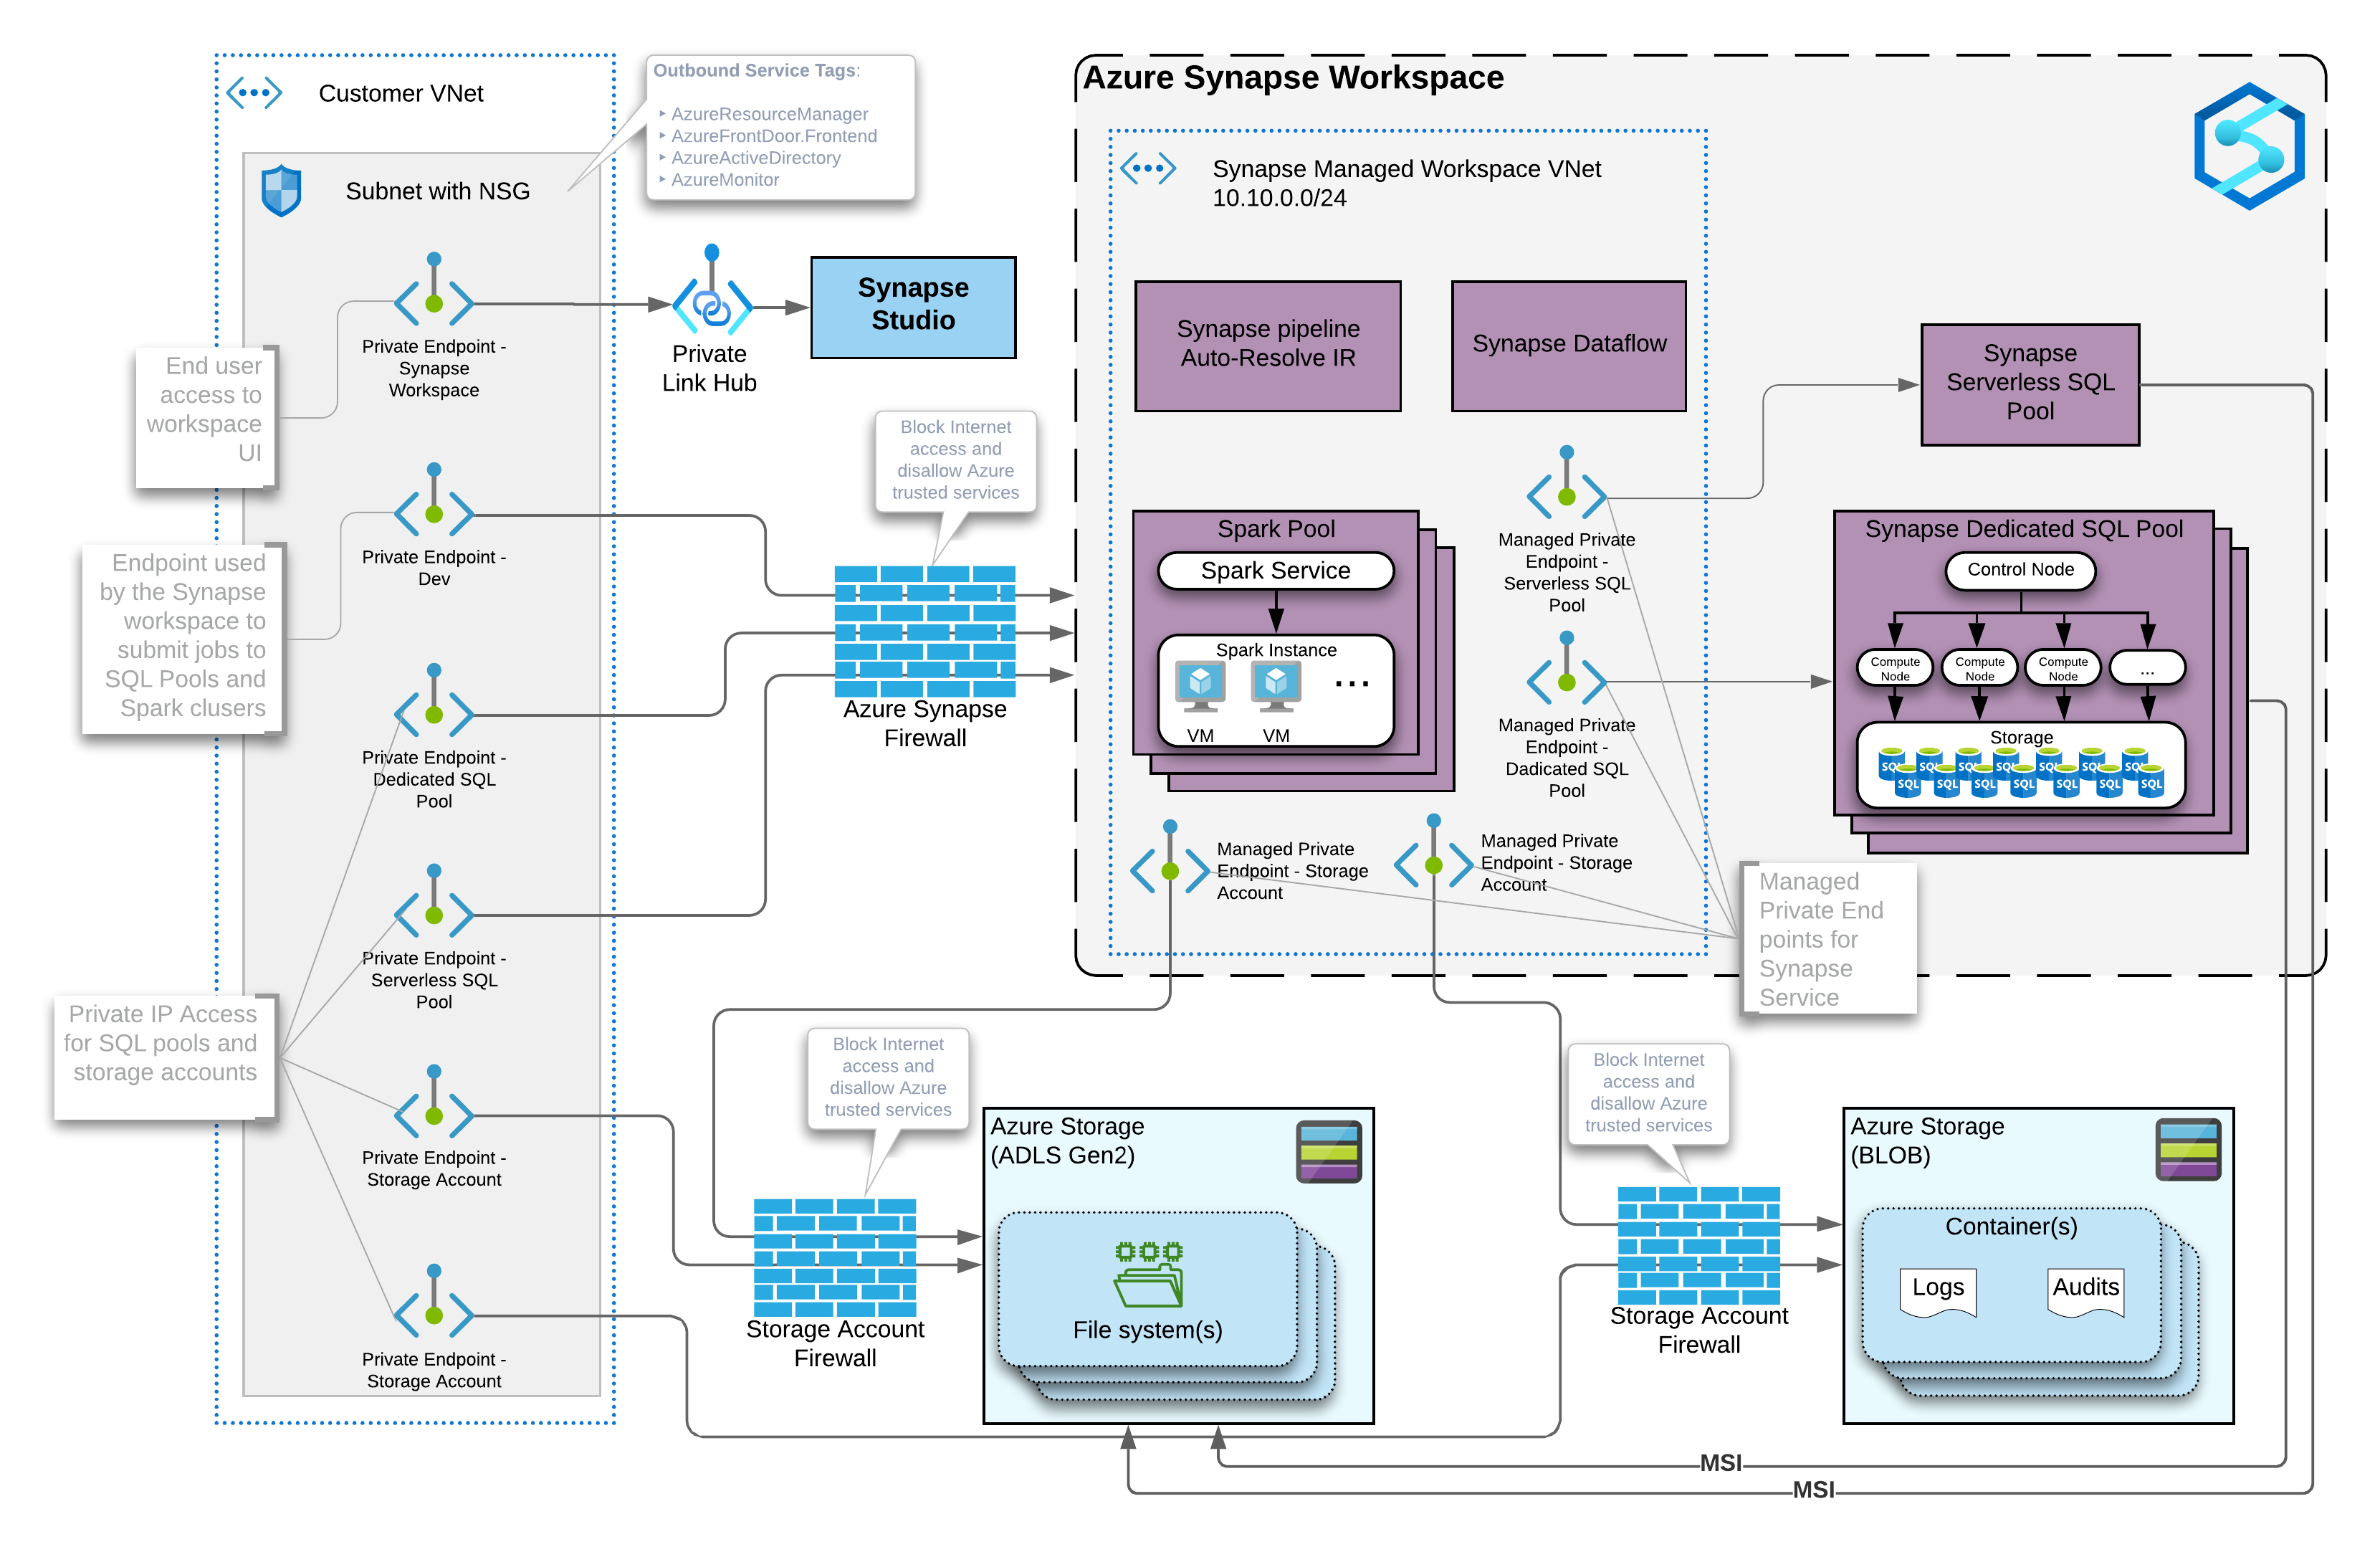 Customer VNet
Subnet with NSG
Outbound Service Tags:
AzureResourceManager
AzureFrontDoor.Frontend
AzureActiveDirectory
AzureMonitor
Private Endpoint -
Synapse
Workspace
End user
access to
workspace
UI
Private
Link Hub
Synapse
Studio
Private Endpoint -
Dev
Endpoint used
by the Synapse
workspace to
submit jobs to
SQL Pools and
Spark clusers
Private Endpoint -
Dedicated SQL
Pool
Private Endpoint -
Serverless SQL
Pool
Private IP Access
for SQL pools and
storage accounts
Private Endpoint -
Storage Account
Private Endpoint -
Storage Account
Block Internet
access and
disallow Azure
trusted services
Azure Synapse
Firewall
Azure Synapse Workspace
Synapse Managed Workspace VNet
10.10.0.0/24
Synapse pipeline
Auto-Resolve IR
Synapse Dataflow
Synapse
Serverless SQL
Pool
Spark Pool
Spark Service
Spark Instance
...
VM
VM
Managed Private
Endpoint -
Serverless SQL
Pool
Managed Private
Endpoint -
Dadicated SQL
Pool
Synapse Dedicated SQL Pool
Control Node
Compute
Node
Compute
Node
Compute
Node
...
Storage
SQL SQL SQL SQL SQL SQL SQL
SQL SQL SQL SQL SQL SQL SQL
Managed Private
Endpoint - Storage
Account
Managed Private
Endpoint - Storage
Account
Managed
Private End
points for
Synapse
Service
Block Internet
access and
disallow Azure
trusted services
Storage Account
Firewall
Azure Storage
(ADLS Gen2)
File system(s)
Block Internet
access and
disallow Azure
trusted services
Storage Account
Firewall
Azure Storage
(BLOB)
Container(s)
Logs
Audits
MSI
MSI